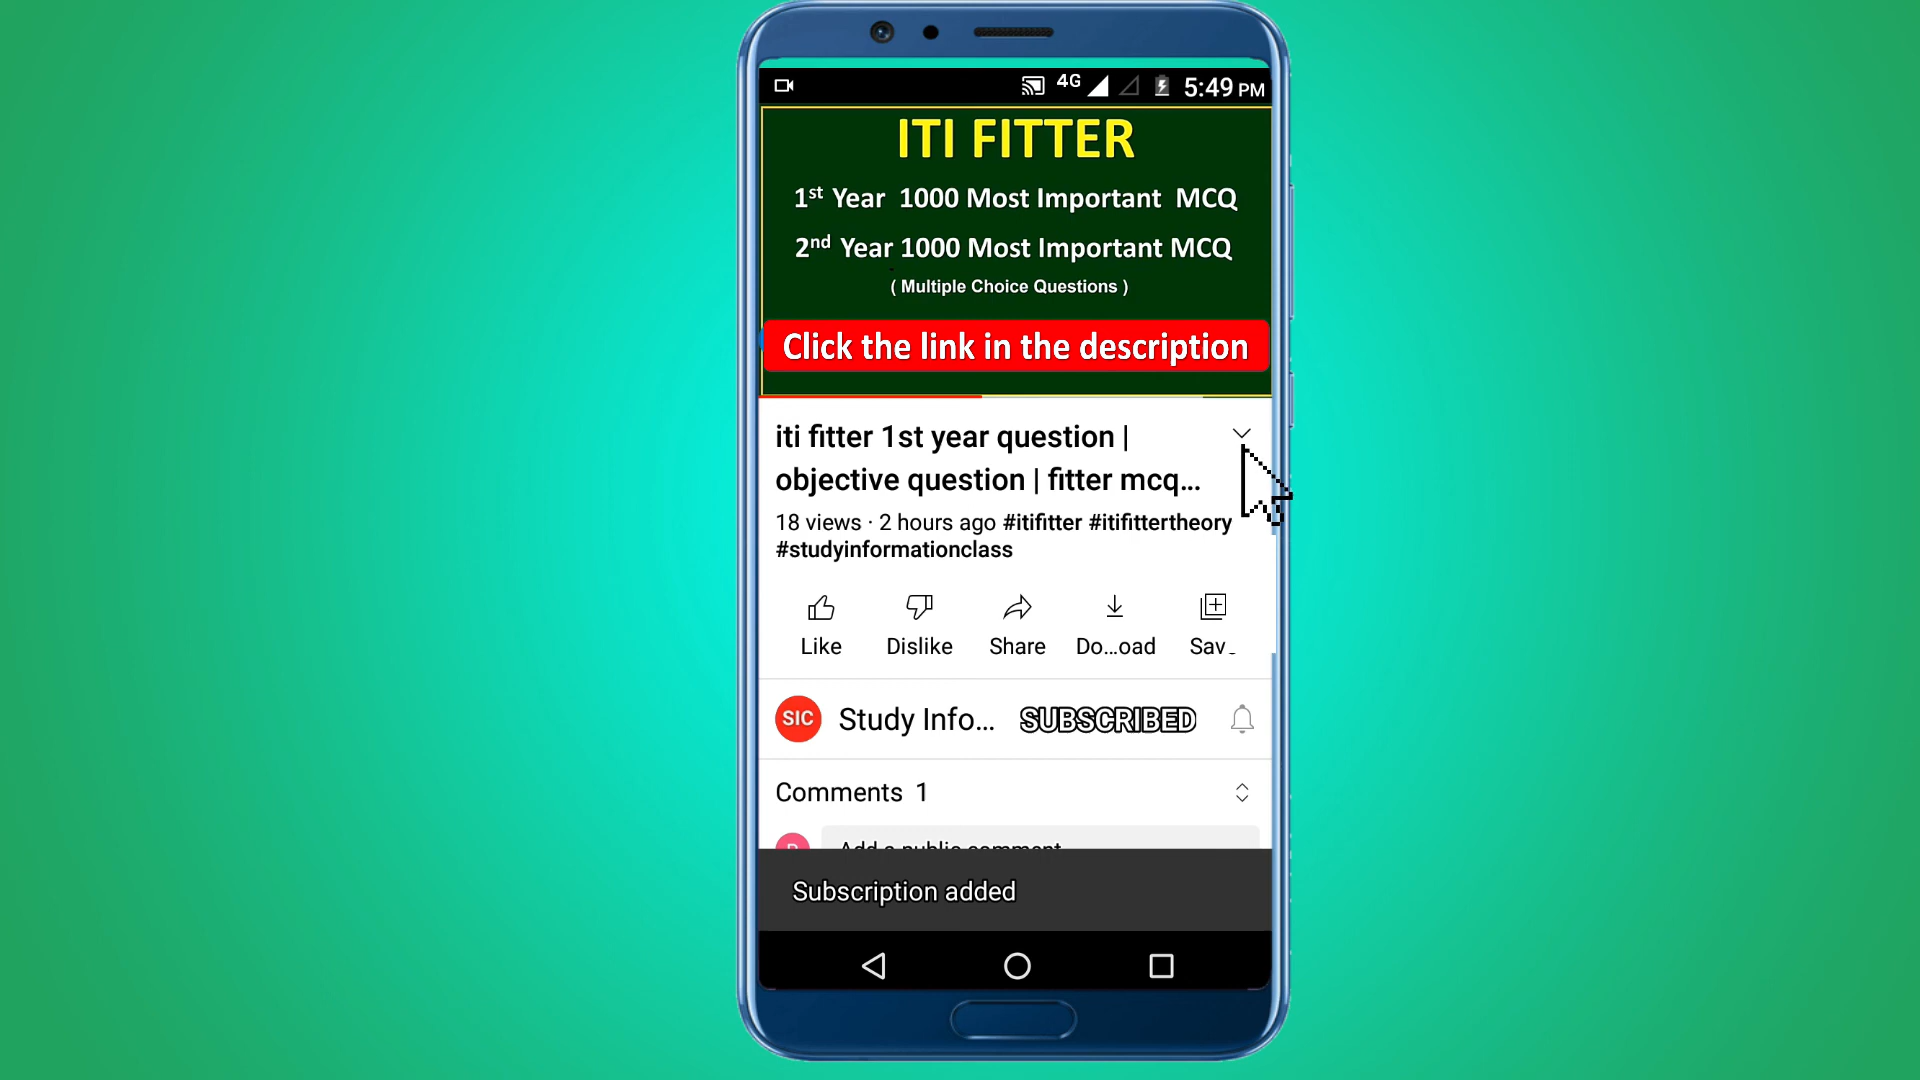 4G 5:49 PM
ITI FITTER
1st Year 1000 Most Important MCQ
2nd Year 1000 Most Important MCQ
( Multiple Choice Questions )
Click the link in the description
iti fitter 1st year question |
objective question | fitter mcq...
18 views · 2 hours ago #itifitter #itifittertheory
#studyinformationclass
Like Dislike Share Do...oad Sav
SIC Study Info... SUBSCRIBED
Comments 1
Add a public comment
Subscription added